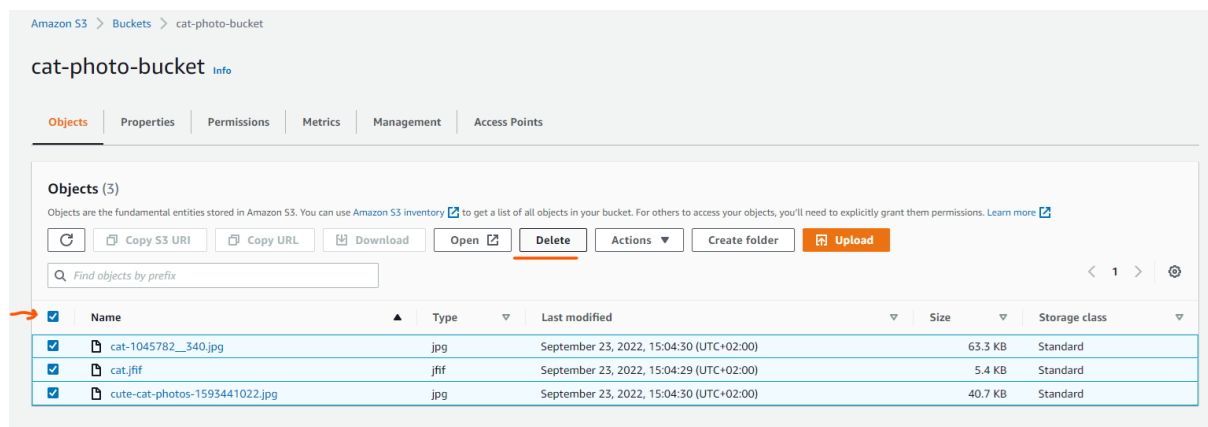 Amazon S3 > Buckets > cat-photo-bucket
cat-photo-bucket Info
Objects Properties Permissions Metrics Management Access Points
Objects (3)
Objects are the fundamental entities stored in Amazon S3. You can use Amazon S3 inventory to get a list of all objects in your bucket. For others to access your objects, you'll need to explicitly grant them permissions. Learn more
Copy S3 URI Copy URL Download Open Delete Actions Create folder Upload
Find objects by prefix < 1 >
Name Type Last modified Size Storage class
cat-1045782__340.jpg jpg September 23, 2022, 15:04:30 (UTC+02:00) 63.3 KB Standard
cat.jfif jfif September 23, 2022, 15:04:29 (UTC+02:00) 5.4 KB Standard
cute-cat-photos-1593441022.jpg jpg September 23, 2022, 15:04:30 (UTC+02:00) 40.7 KB Standard